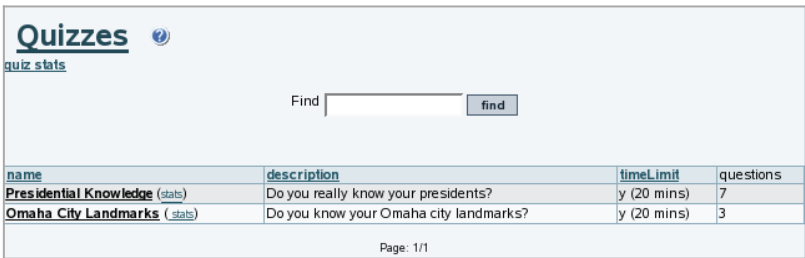 Quizzes ?
quiz stats
Find find
name description timeLimit questions
Presidential Knowledge (stats) Do you really know your presidents? y (20 mins) 7
Omaha City Landmarks ( stats) Do you know your Omaha city landmarks? y (20 mins) 3
Page: 1/1